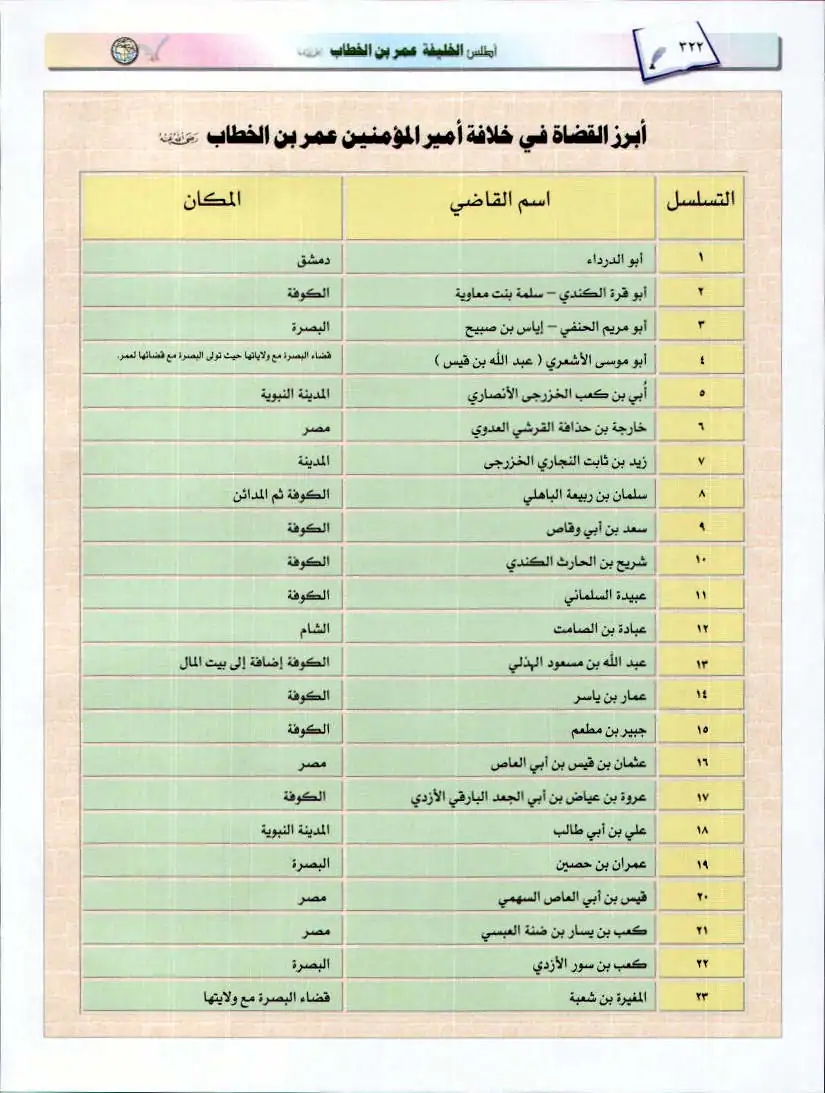 ٣٢٢
أطلس الخليفة عمر بن الخطاب
أبرز القضاة في خلافة أمير المؤمنين عمر بن الخطاب رضي الله عنه
التسلسل اسم القاضي المكان
١ أبو الدرداء دمشق
٢ أبو قرة الكندي – سلمة بنت معاوية الكوفة
٣ أبو مريم الحنفي – إياس بن صبيح البصرة
٤ أبو موسى الأشعري ( عبد الله بن قيس ) قضاء البصرة مع ولاياتها حيث تولى البصرة مع قضائها لعمر.
٥ أُبي بن كعب الخزرجى الأنصاري المدينة النبوية
٦ خارجة بن حذافة القرشي العدوي مصر
٧ زيد بن ثابت النجاري الخزرجى المدينة
٨ سلمان بن ربيعة الباهلي الكوفة ثم المدائن
٩ سعد بن أبي وقاص الكوفة
١٠ شريح بن الحارث الكندي الكوفة
١١ عبيدة السلماني الكوفة
١٢ عبادة بن الصامت الشام
١٣ عبد الله بن مسعود الهذلي الكوفة إضافة إلى بيت المال
١٤ عمار بن ياسر الكوفة
١٥ جبير بن مطعم الكوفة
١٦ عثمان بن قيس بن أبي العاص مصر
١٧ عروة بن عياض بن أبي الجعد البارقي الأزدي الكوفة
١٨ علي بن أبي طالب المدينة النبوية
١٩ عمران بن حصين البصرة
٢٠ قيس بن أبي العاص السهمي مصر
٢١ كعب بن يسار بن ضنة العبسي مصر
٢٢ كعب بن سور الأزدي البصرة
٢٣ المغيرة بن شعبة قضاء البصرة مع ولايتها